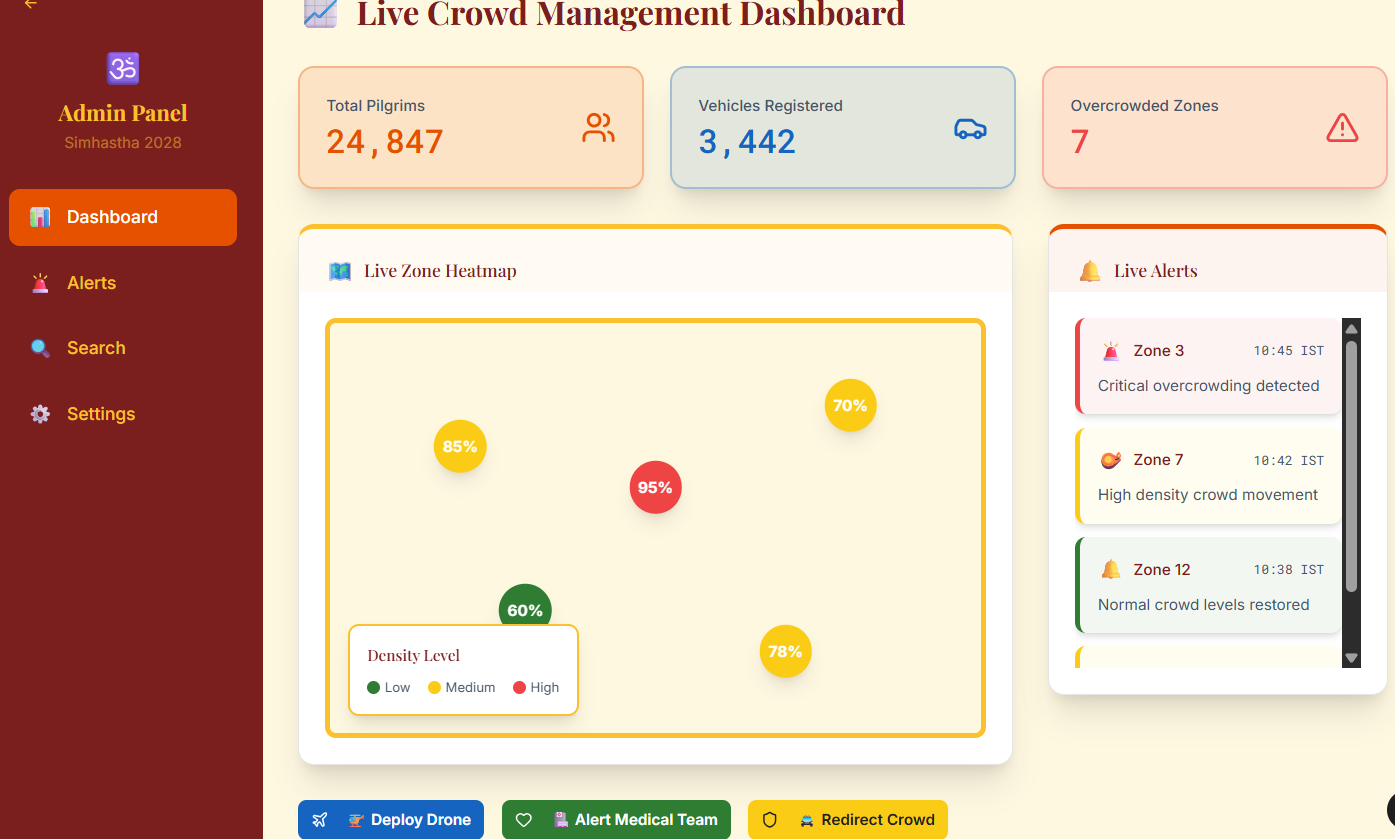 Live Crowd Management Dashboard
ॐ
Admin Panel
Simhastha 2028
Dashboard
Alerts
Search
Settings
Total Pilgrims
24,847
Vehicles Registered
3,442
Overcrowded Zones
7
Live Zone Heatmap
70%
85%
95%
60%
78%
Density Level
Low Medium High
Live Alerts
Zone 3 10:45 IST
Critical overcrowding detected
Zone 7 10:42 IST
High density crowd movement
Zone 12 10:38 IST
Normal crowd levels restored
Deploy Drone
Alert Medical Team
Redirect Crowd